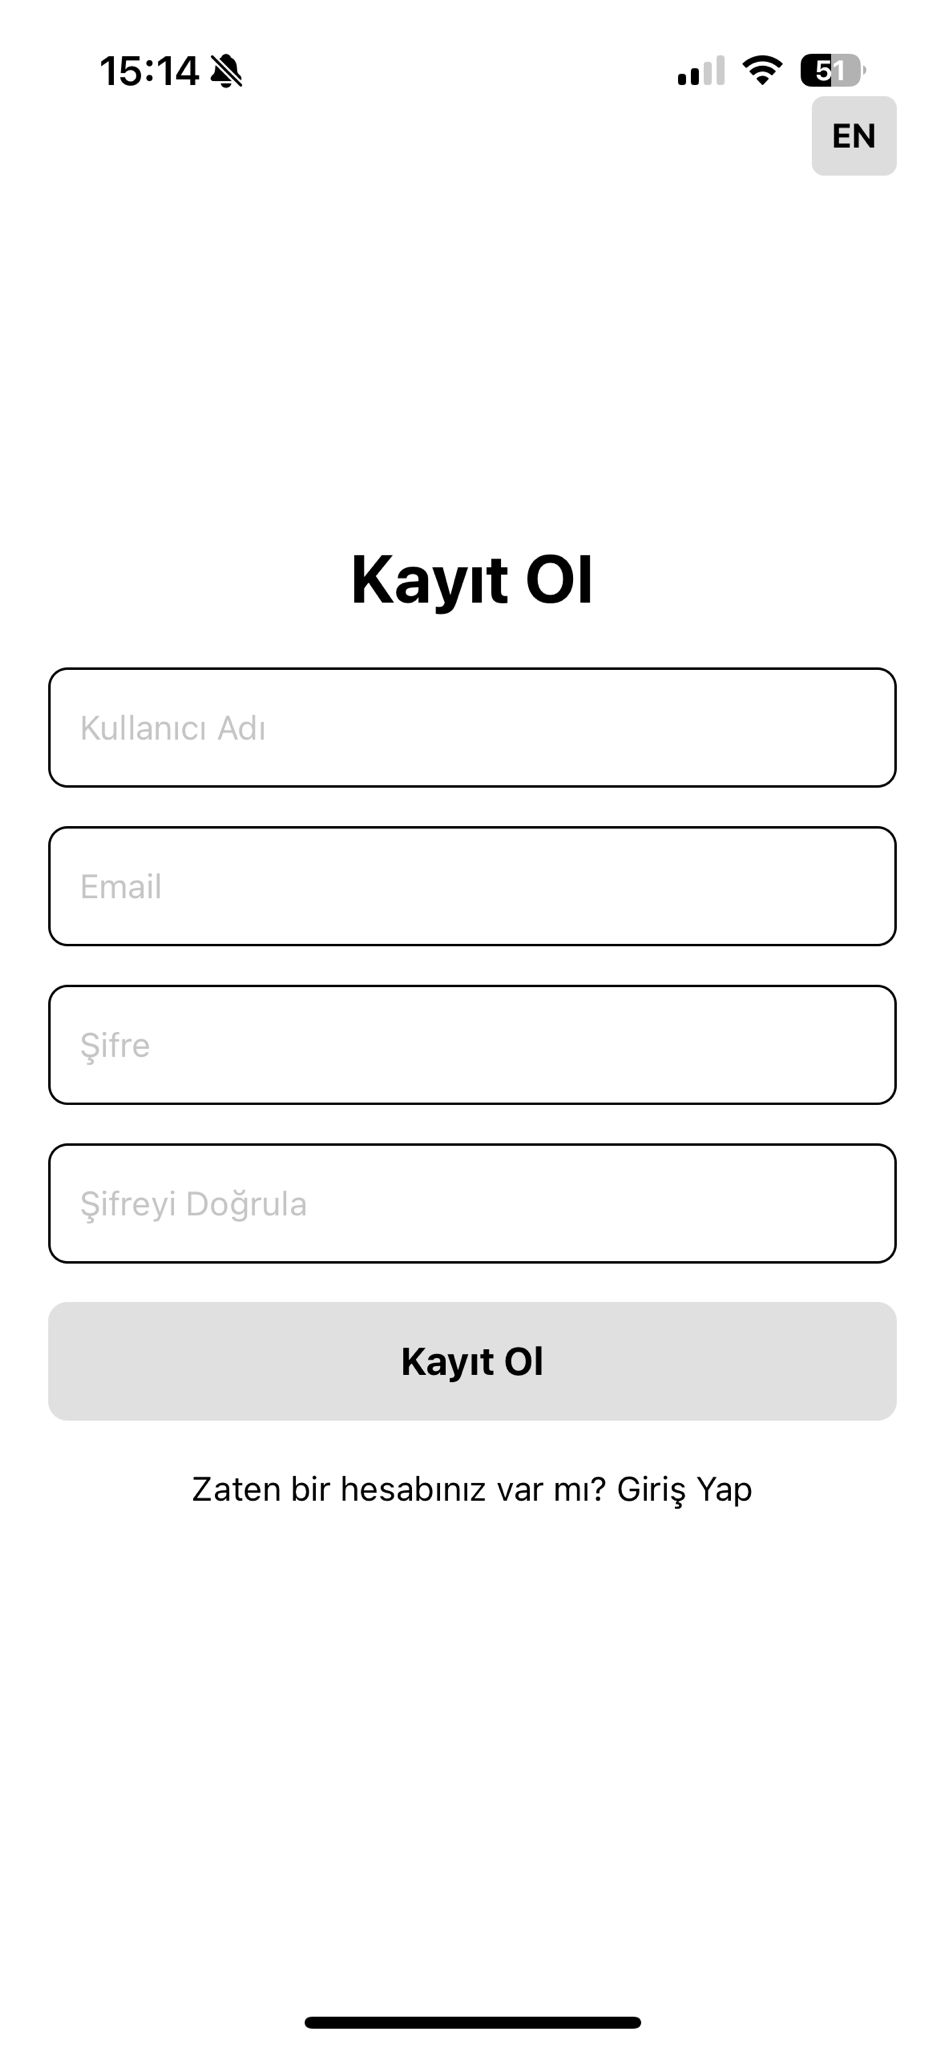 15:14
51
EN
Kayıt Ol
Kullanıcı Adı
Email
Şifre
Şifreyi Doğrula
Kayıt Ol
Zaten bir hesabınız var mı? Giriş Yap